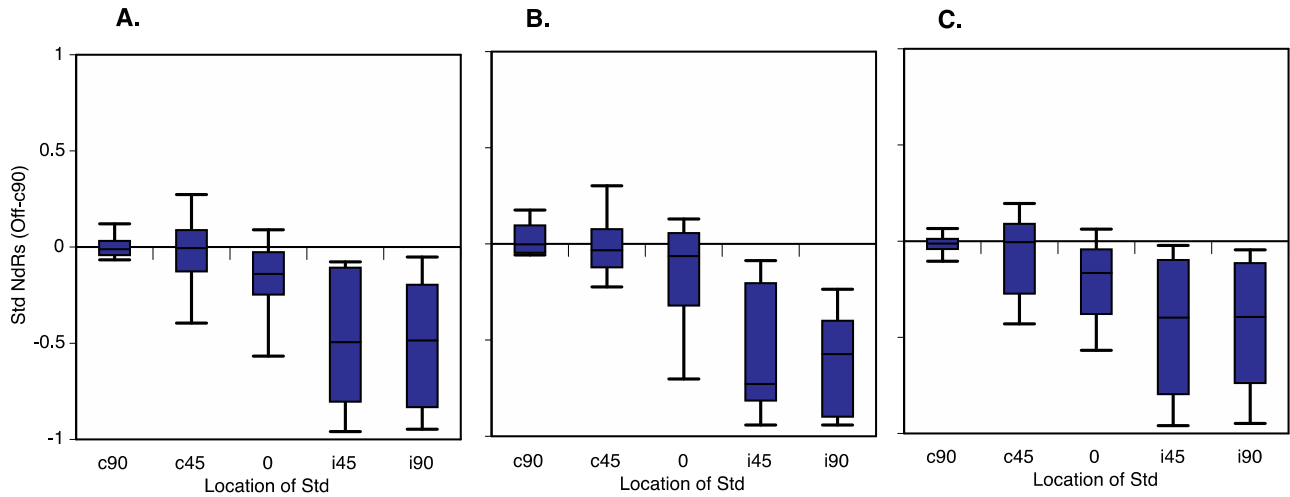 A.
B.
C.
Std NdRs (Off-c90)
1
0.5
0
-0.5
-1
c90 c45 0 i45 i90
Location of Std
c90 c45 0 i45 i90
Location of Std
c90 c45 0 i45 i90
Location of Std